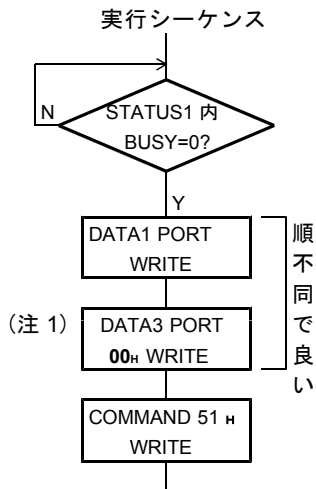 実行シーケンス
STATUS1 内
BUSY=0?
N
Y
DATA1 PORT
WRITE
(注 1)
DATA3 PORT
00H WRITE
順不同で良い
COMMAND 51 H
WRITE